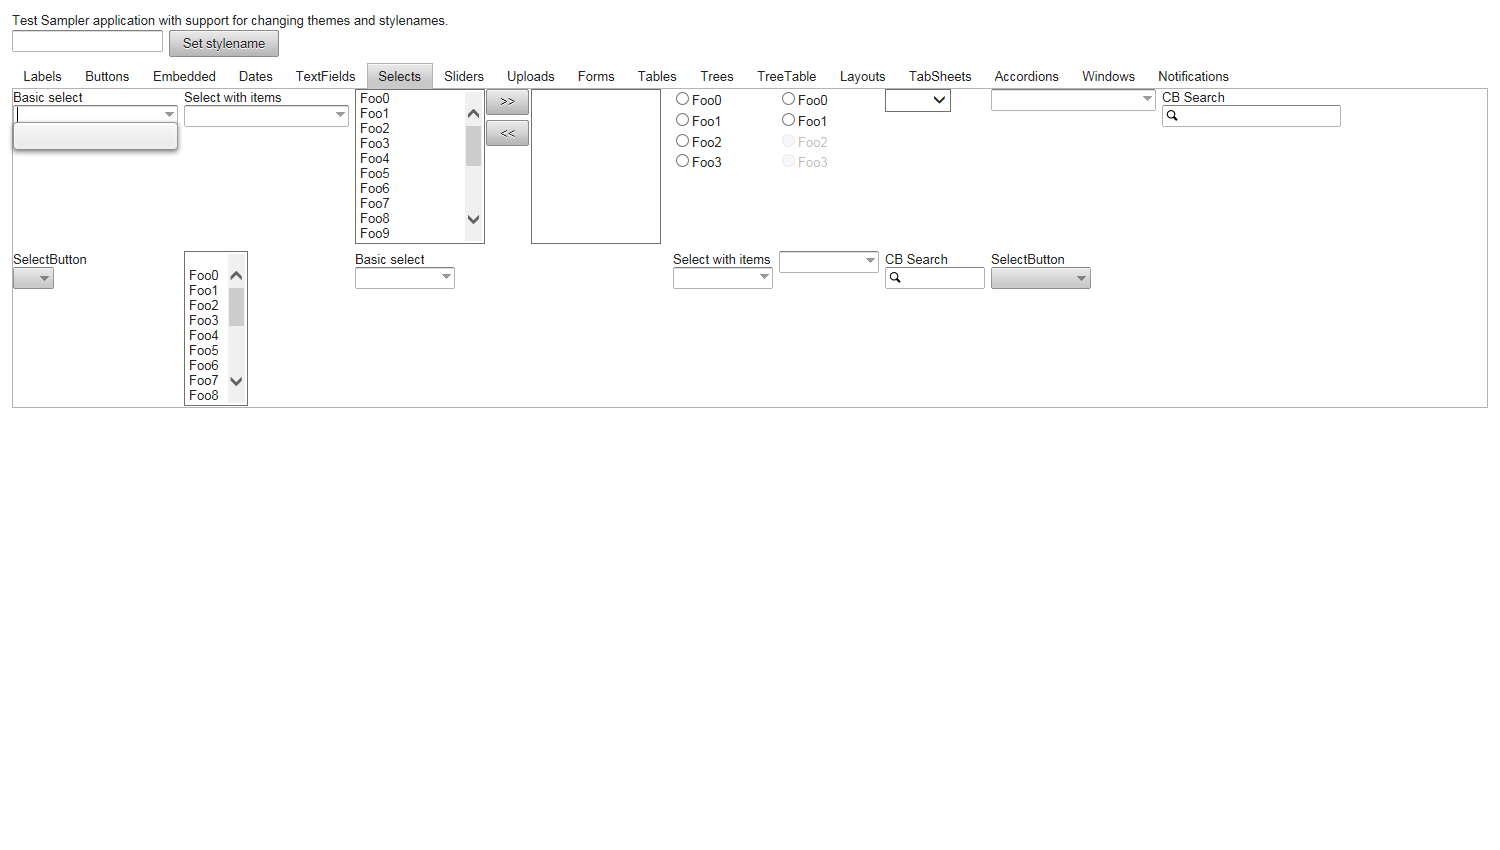 Test Sampler application with support for changing themes and stylenames.
Set stylename
Labels Buttons Embedded Dates TextFields Selects Sliders Uploads Forms Tables Trees TreeTable Layouts TabSheets Accordions Windows Notifications
Basic select Select with items CB Search
Foo0
Foo1
Foo2
Foo3
Foo4
Foo5
Foo6
Foo7
Foo8
Foo9
>>
<<
Foo0
Foo1
Foo2
Foo3
Foo0
Foo1
Foo2
Foo3
SelectButton
Foo0
Foo1
Foo2
Foo3
Foo4
Foo5
Foo6
Foo7
Foo8
Basic select
Select with items
CB Search
SelectButton